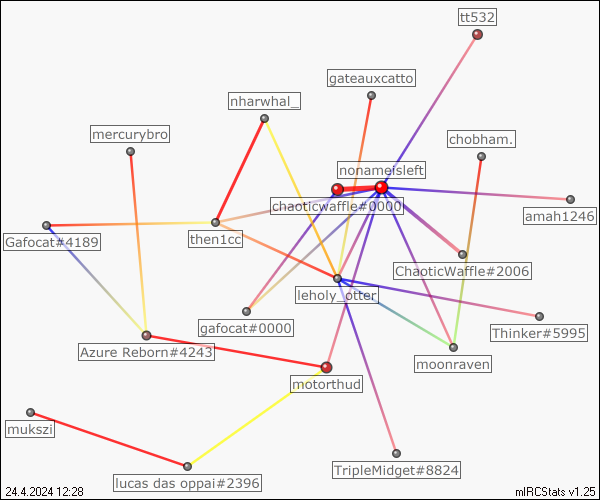 tt532
gateauxcatto
nharwhal_
mercurybro
chobham.
nonameisleft
chaoticwaffle#0000
amah1246
Gafocat#4189
then1cc
ChaoticWaffle#2006
leholy_otter
gafocat#0000
Thinker#5995
Azure Reborn#4243
moonraven
motorthud
mukszi
TripleMidget#8824
lucas das oppai#2396
24.4.2024 12:28
mIRCStats v1.25